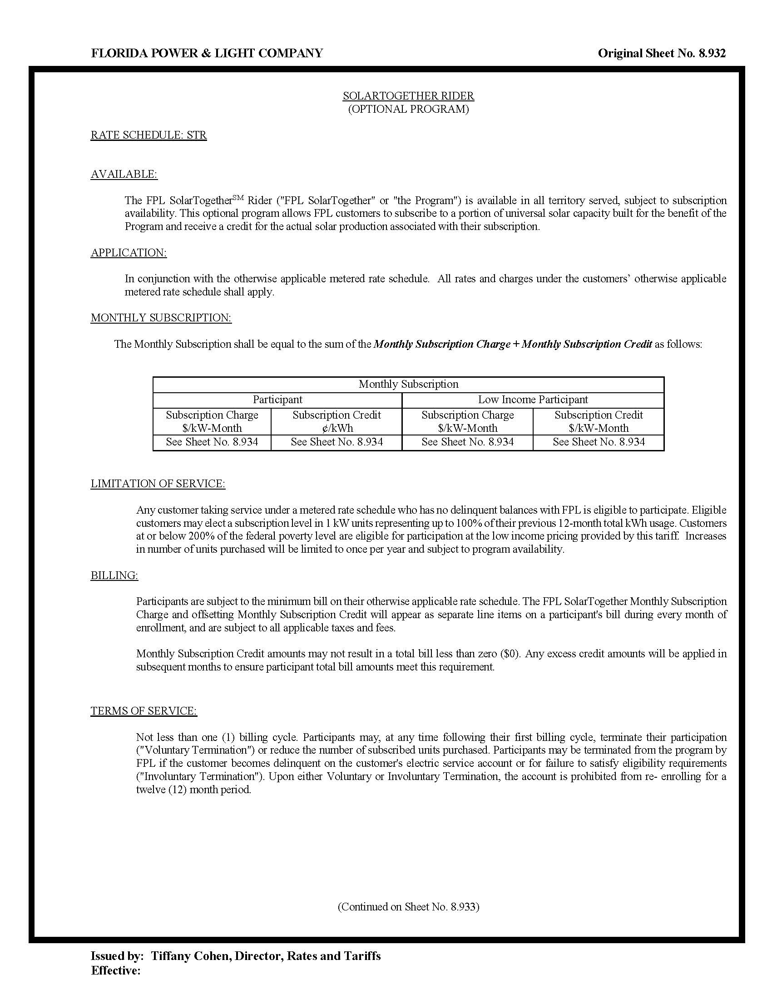 FLORIDA POWER & LIGHT COMPANY Original Sheet No. 8.932
SOLARTOGETHER RIDER
(OPTIONAL PROGRAM)
RATE SCHEDULE: STR
AVAILABLE:
The FPL SolarTogetherSM Rider ("FPL SolarTogether" or "the Program") is available in all territory served, subject to subscription
availability. This optional program allows FPL customers to subscribe to a portion of universal solar capacity built for the benefit of the
Program and receive a credit for the actual solar production associated with their subscription.
APPLICATION:
In conjunction with the otherwise applicable metered rate schedule. All rates and charges under the customers’ otherwise applicable
metered rate schedule shall apply.
MONTHLY SUBSCRIPTION:
The Monthly Subscription shall be equal to the sum of the Monthly Subscription Charge + Monthly Subscription Credit as follows:
Monthly Subscription
Participant Low Income Participant
Subscription Charge Subscription Credit Subscription Charge Subscription Credit
$/kW-Month ¢/kWh $/kW-Month $/kW-Month
See Sheet No. 8.934 See Sheet No. 8.934 See Sheet No. 8.934 See Sheet No. 8.934
LIMITATION OF SERVICE:
Any customer taking service under a metered rate schedule who has no delinquent balances with FPL is eligible to participate. Eligible
customers may elect a subscription level in 1 kW units representing up to 100% of their previous 12-month total kWh usage. Customers
at or below 200% of the federal poverty level are eligible for participation at the low income pricing provided by this tariff. Increases
in number of units purchased will be limited to once per year and subject to program availability.
BILLING:
Participants are subject to the minimum bill on their otherwise applicable rate schedule. The FPL SolarTogether Monthly Subscription
Charge and offsetting Monthly Subscription Credit will appear as separate line items on a participant's bill during every month of
enrollment, and are subject to all applicable taxes and fees.
Monthly Subscription Credit amounts may not result in a total bill less than zero ($0). Any excess credit amounts will be applied in
subsequent months to ensure participant total bill amounts meet this requirement.
TERMS OF SERVICE:
Not less than one (1) billing cycle. Participants may, at any time following their first billing cycle, terminate their participation
("Voluntary Termination") or reduce the number of subscribed units purchased. Participants may be terminated from the program by
FPL if the customer becomes delinquent on the customer's electric service account or for failure to satisfy eligibility requirements
("Involuntary Termination"). Upon either Voluntary or Involuntary Termination, the account is prohibited from re- enrolling for a
twelve (12) month period.
(Continued on Sheet No. 8.933)
Issued by: Tiffany Cohen, Director, Rates and Tariffs
Effective: